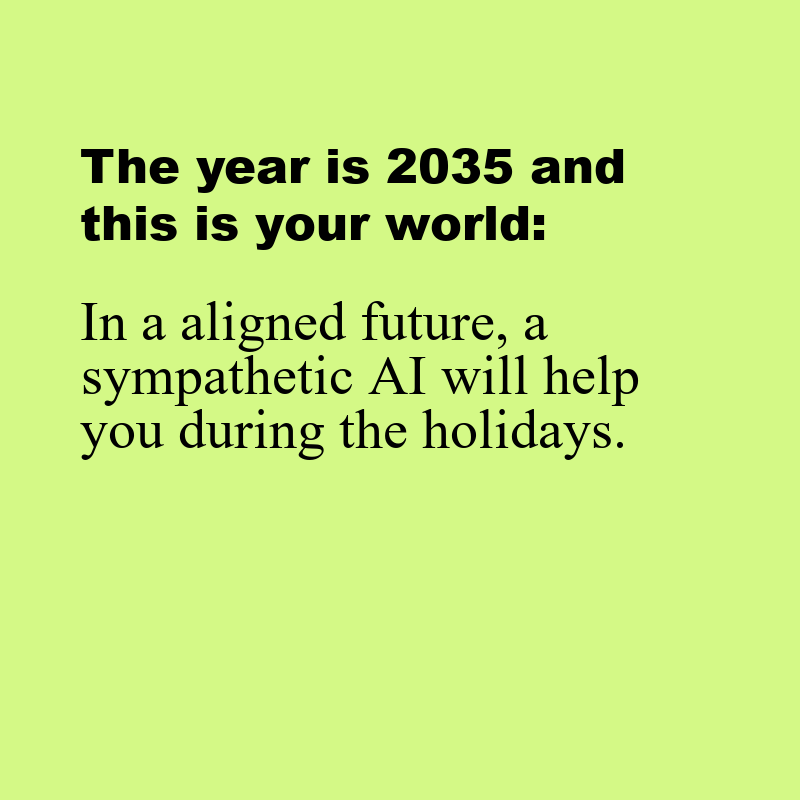 The year is 2035 and
this is your world:
In a aligned future, a
sympathetic AI will help
you during the holidays.